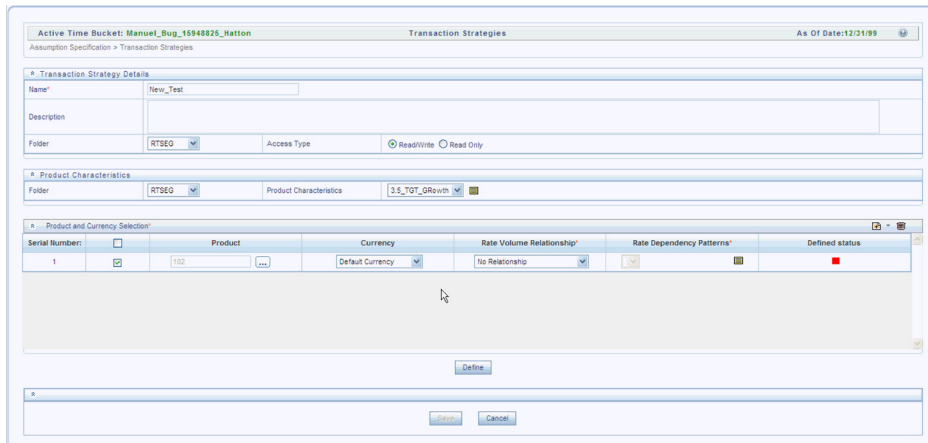 Active Time Bucket: Manuel_Bug_15948825_Hatton Transaction Strategies As Of Date:12/31/99
Assumption Specification > Transaction Strategies
Transaction Strategy Details
Name* New_Test
Description
Folder RTSEG Access Type Read/Write Read Only
Product Characteristics
Folder RTSEG Product Characteristics 3.5_TGT_GRowth
Product and Currency Selection*
Serial Number: Product Currency Rate Volume Relationship* Rate Dependency Patterns* Defined status
1 102 ... Default Currency No Relationship
Define
Save Cancel